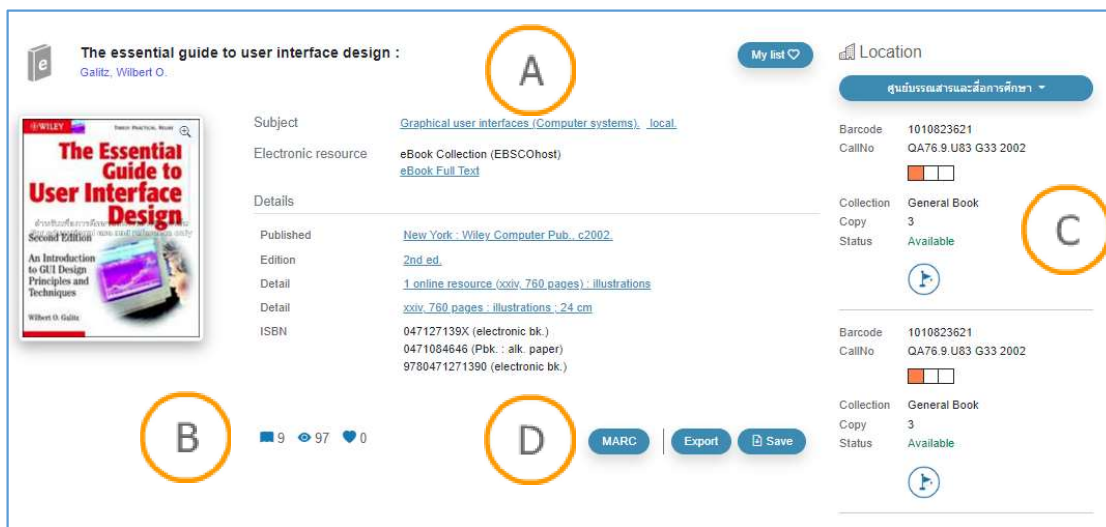 The essential guide to user interface design :
Galitz, Wilbert O.
A
My list
WILEY
The Essential
Guide to
User Interface
Design
Second Edition
An Introduction
to GUI Design
Principles and
Techniques
Wilbert O. Galitz
Subject
Graphical user interfaces (Computer systems). local.
Electronic resource
eBook Collection (EBSCOhost)
eBook Full Text
Details
Published
New York : Wiley Computer Pub., c2002.
Edition
2nd ed.
Detail
1 online resource (xxiv, 760 pages) : illustrations
Detail
xxiv, 760 pages : illustrations ; 24 cm
ISBN
047127139X (electronic bk.)
0471084646 (Pbk. : alk. paper)
9780471271390 (electronic bk.)
B
9 97 0
D
MARC
Export
Save
Location
ศูนย์บรรณสารและสื่อการศึกษา
Barcode 1010823621
CallNo QA76.9.U83 G33 2002
Collection General Book
Copy 3
Status Available
C
Barcode 1010823621
CallNo QA76.9.U83 G33 2002
Collection General Book
Copy 3
Status Available